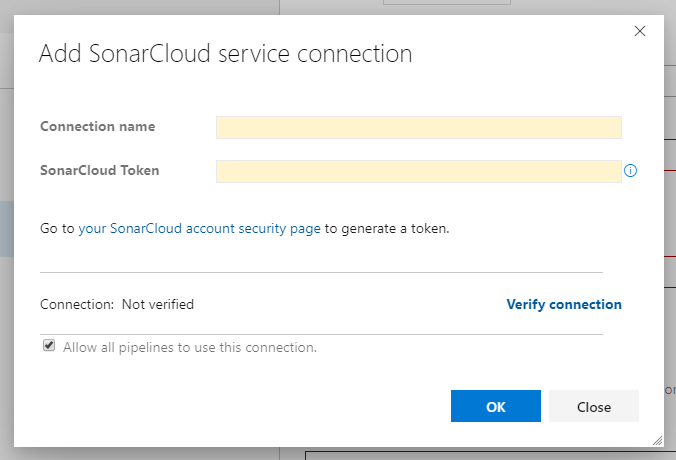 Add SonarCloud service connection
Connection name
SonarCloud Token
Go to your SonarCloud account security page to generate a token.
Connection: Not verified
Verify connection
Allow all pipelines to use this connection.
OK
Close